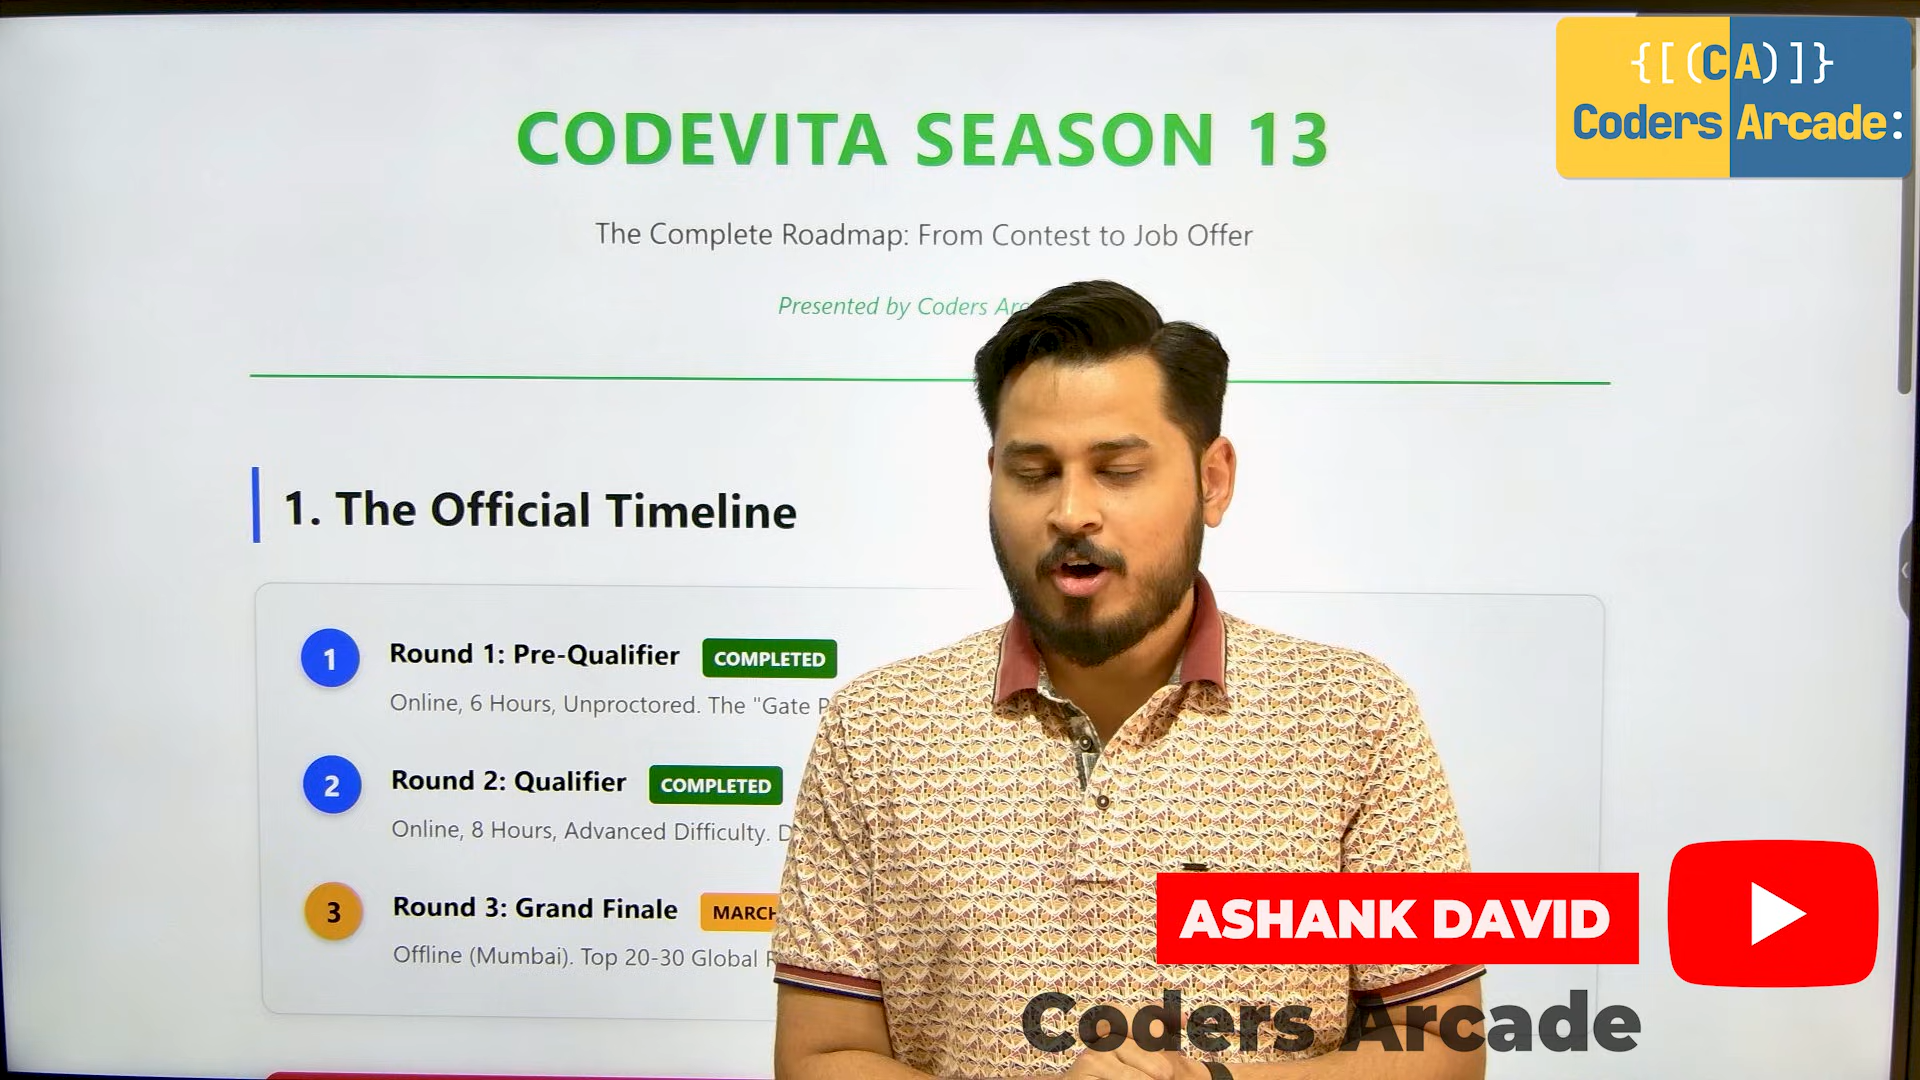 {[(CA)]}
Coders Arcade:
CODEVITA SEASON 13
The Complete Roadmap: From Contest to Job Offer
Presented by Coders
1. The Official Timeline
1 Round 1: Pre-Qualifier COMPLETED
Online, 6 Hours, Unproctored. The "Gate
2 Round 2: Qualifier COMPLETED
Online, 8 Hours, Advanced Difficulty.
3 Round 3: Grand Finale MARCH
Offline (Mumbai). Top 20-30 Global
ASHANK DAVID
Coders Arcade